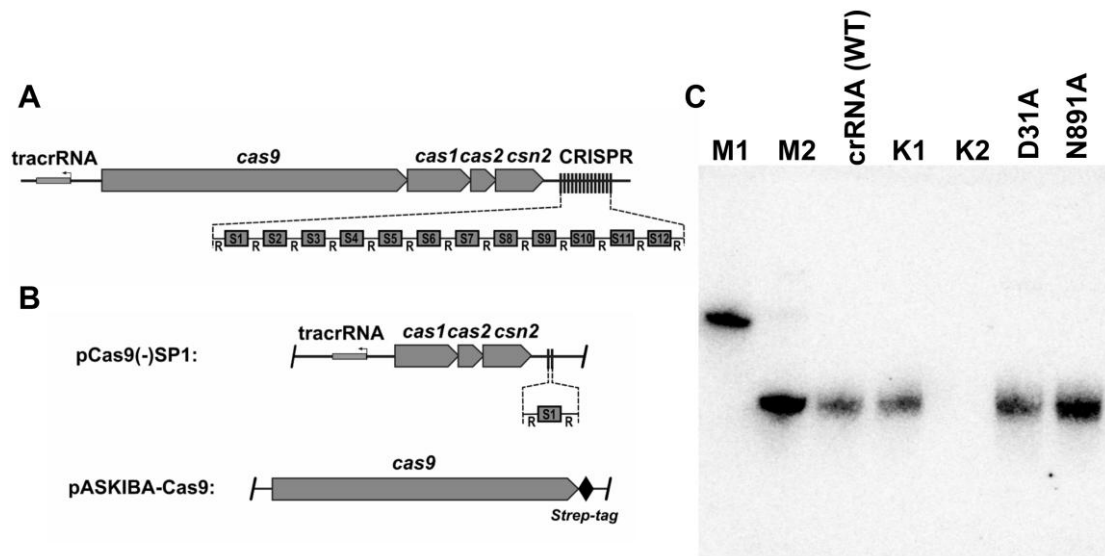 A
tracrRNA cas9 cas1 cas2 csn2 CRISPR
S1 S2 S3 S4 S5 S6 S7 S8 S9 S10 S11 S12
R R R R R R R R R R R R R
B
pCas9(-)SP1: tracrRNA cas1 cas2 csn2
S1
R R
pASKIBA-Cas9: cas9
Strep-tag
C
M1 M2 crRNA (WT) K1 K2 D31A N891A